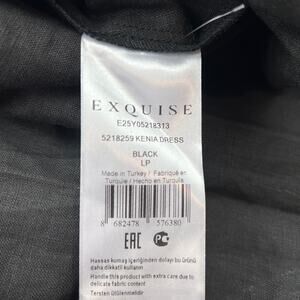 EXQUISE
E25Y05218313
5218259 KENIA DRESS
BLACK
LP
Made in Turkey / Fabriqué en
Turquie / Hecho en Turquía
8 682478 576380
EAC PC
Hassas kumaş içeriğinden dolayı bu ürünü
daha dikkatli kullanın
Handle this product with extra care due to
delicate fabric content
Tersten ütülenmelidir